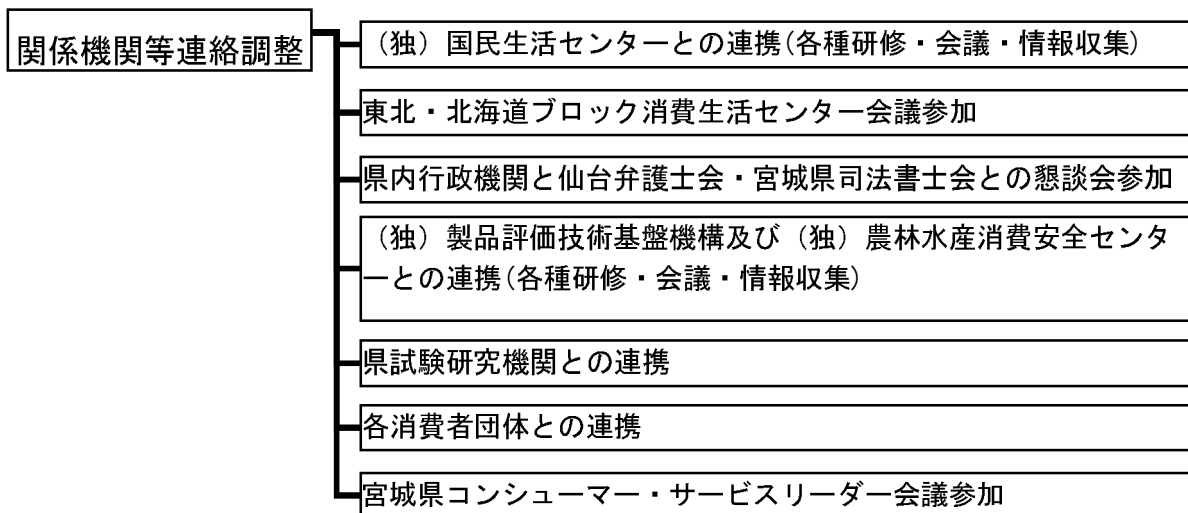 関係機関等連絡調整
(独)国民生活センターとの連携(各種研修・会議・情報収集)
東北・北海道ブロック消費生活センター会議参加
県内行政機関と仙台弁護士会・宮城県司法書士会との懇談会参加
(独)製品評価技術基盤機構及び(独)農林水産消費安全センタ
ーとの連携(各種研修・会議・情報収集)
県試験研究機関との連携
各消費者団体との連携
宮城県コンシューマー・サービスリーダー会議参加